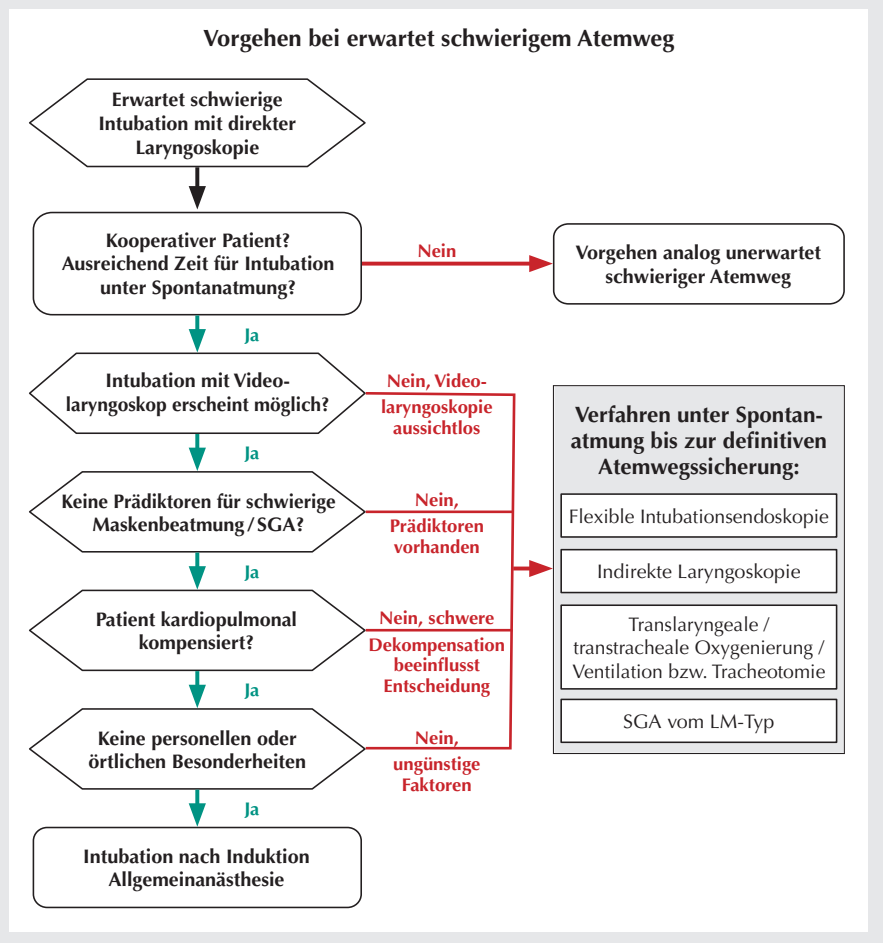 Vorgehen bei erwartet schwierigem Atemweg
Erwartet schwierige
Intubation mit direkter
Laryngoskopie
Kooperativer Patient?
Ausreichend Zeit für Intubation
unter Spontanatmung?
Nein
Vorgehen analog unerwartet
schwieriger Atemweg
Ja
Intubation mit Video-
laryngoskop erscheint möglich?
Nein, Video-
laryngoskopie
aussichtlos
Ja
Keine Prädiktoren für schwierige
Maskenbeatmung / SGA?
Nein,
Prädiktoren
vorhanden
Ja
Patient kardiopulmonal
kompensiert?
Nein, schwere
Dekompensation
beeinflusst
Entscheidung
Ja
Keine personellen oder
örtlichen Besonderheiten
Nein,
ungünstige
Faktoren
Ja
Intubation nach Induktion
Allgemeinanästhesie
Verfahren unter Spontan-
atmung bis zur definitiven
Atemwegssicherung:
Flexible Intubationsendoskopie
Indirekte Laryngoskopie
Translaryngeale /
transtracheale Oxygenierung /
Ventilation bzw. Tracheotomie
SGA vom LM-Typ